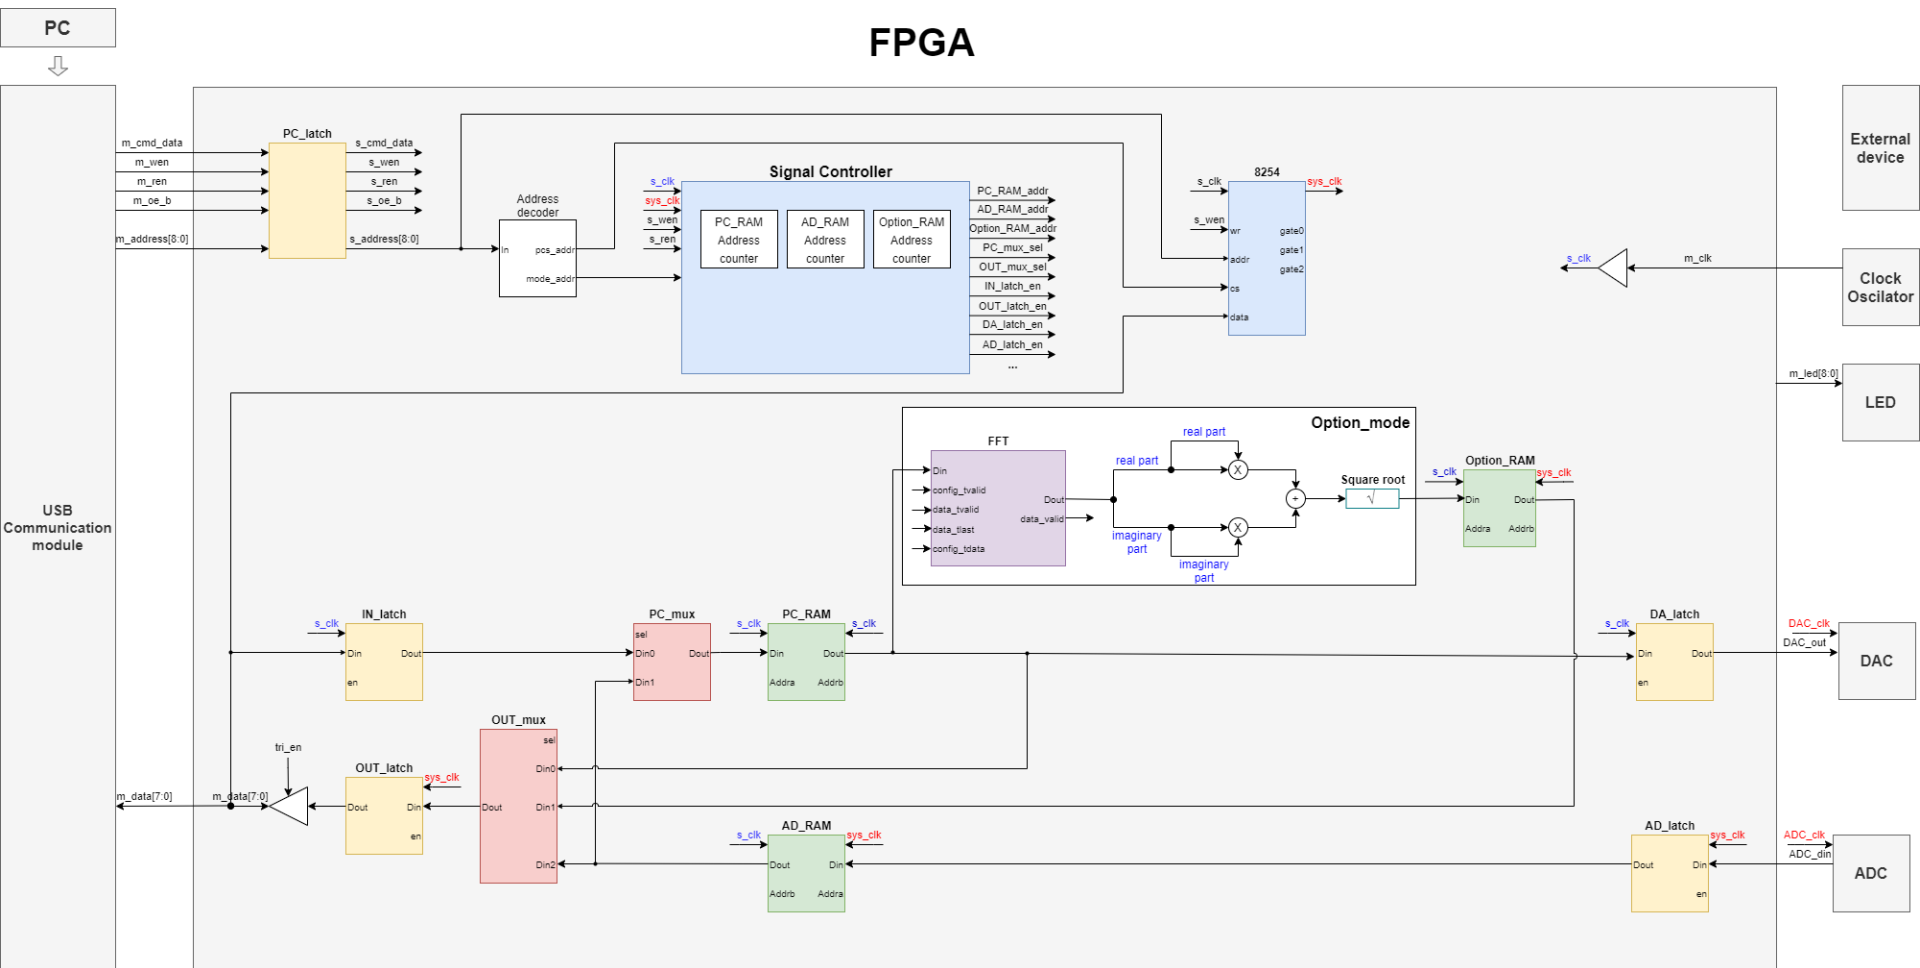 PC
FPGA
USB
Communication
module
m_cmd_data
m_wen
m_ren
m_oe_b
m_address[8:0]
PC_latch
s_cmd_data
s_wen
s_ren
s_oe_b
s_address[8:0]
Address
decoder
In
pcs_addr
mode_addr
Signal Controller
s_clk
sys_clk
s_wen
s_ren
PC_RAM
Address
counter
AD_RAM
Address
counter
Option_RAM
Address
counter
PC_RAM_addr
AD_RAM_addr
Option_RAM_addr
PC_mux_sel
OUT_mux_sel
IN_latch_en
OUT_latch_en
DA_latch_en
AD_latch_en
...
8254
s_clk
sys_clk
s_wen
wr
addr
cs
data
gate0
gate1
gate2
s_clk
m_clk
External
device
Clock
Oscilator
m_led[8:0]
LED
Option_mode
FFT
Din
config_tvalid
data_tvalid
data_tlast
config_tdata
Dout
data_valid
real part
real part
X
imaginary
part
X
imaginary
part
+
Square root
√
Option_RAM
s_clk
sys_clk
Din
Dout
Addra
Addrb
IN_latch
s_clk
Din
Dout
en
PC_mux
sel
Din0
Dout
Din1
PC_RAM
s_clk
s_clk
Din
Dout
Addra
Addrb
DA_latch
s_clk
Din
Dout
en
DAC_clk
DAC_out
DAC
OUT_mux
sel
Din0
Din1
Dout
Din2
tri_en
m_data[7:0]
m_data[7:0]
OUT_latch
sys_clk
Dout
Din
en
AD_RAM
s_clk
sys_clk
Dout
Din
Addrb
Addra
AD_latch
sys_clk
Dout
Din
en
ADC_clk
ADC_din
ADC